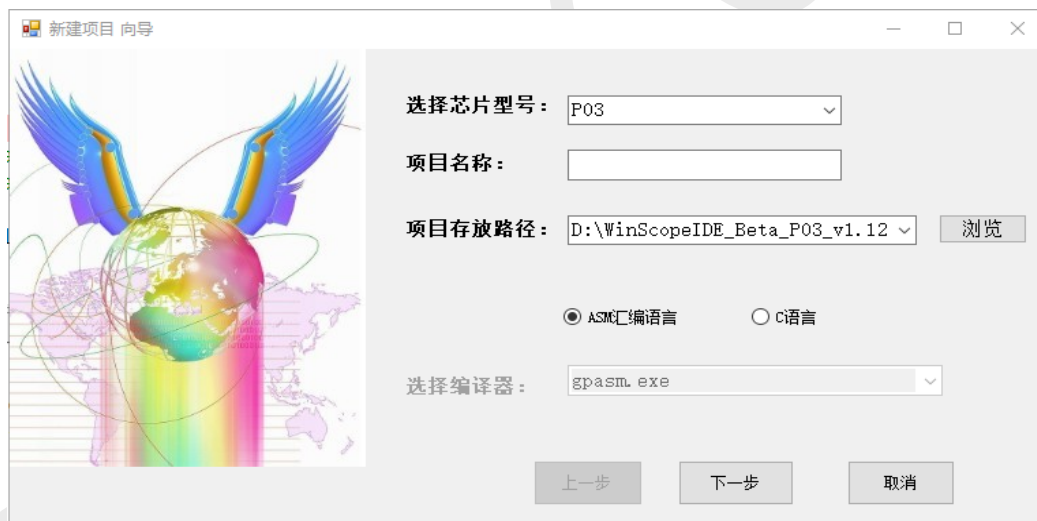 新建项目 向导
选择芯片型号： P03
项目名称：
项目存放路径： D:\WinScopeIDE_Beta_P03_v1.12 浏览
ASM汇编语言 C语言
选择编译器： gpasm.exe
上一步 下一步 取消